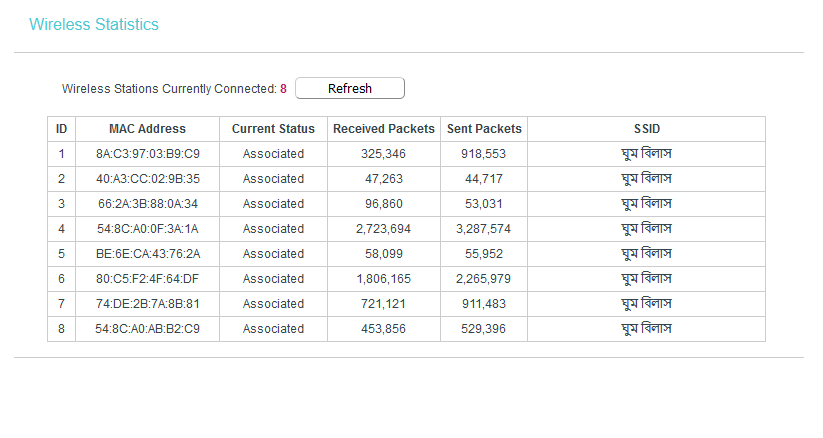 Wireless Statistics
Wireless Stations Currently Connected: 8 Refresh
ID MAC Address Current Status Received Packets Sent Packets SSID
1 8A:C3:97:03:B9:C9 Associated 325,346 918,553 ঘুম বিলাস
2 40:A3:CC:02:9B:35 Associated 47,263 44,717 ঘুম বিলাস
3 66:2A:3B:88:0A:34 Associated 96,860 53,031 ঘুম বিলাস
4 54:8C:A0:0F:3A:1A Associated 2,723,694 3,287,574 ঘুম বিলাস
5 BE:6E:CA:43:76:2A Associated 58,099 55,952 ঘুম বিলাস
6 80:C5:F2:4F:64:DF Associated 1,806,165 2,265,979 ঘুম বিলাস
7 74:DE:2B:7A:8B:81 Associated 721,121 911,483 ঘুম বিলাস
8 54:8C:A0:AB:B2:C9 Associated 453,856 529,396 ঘুম বিলাস